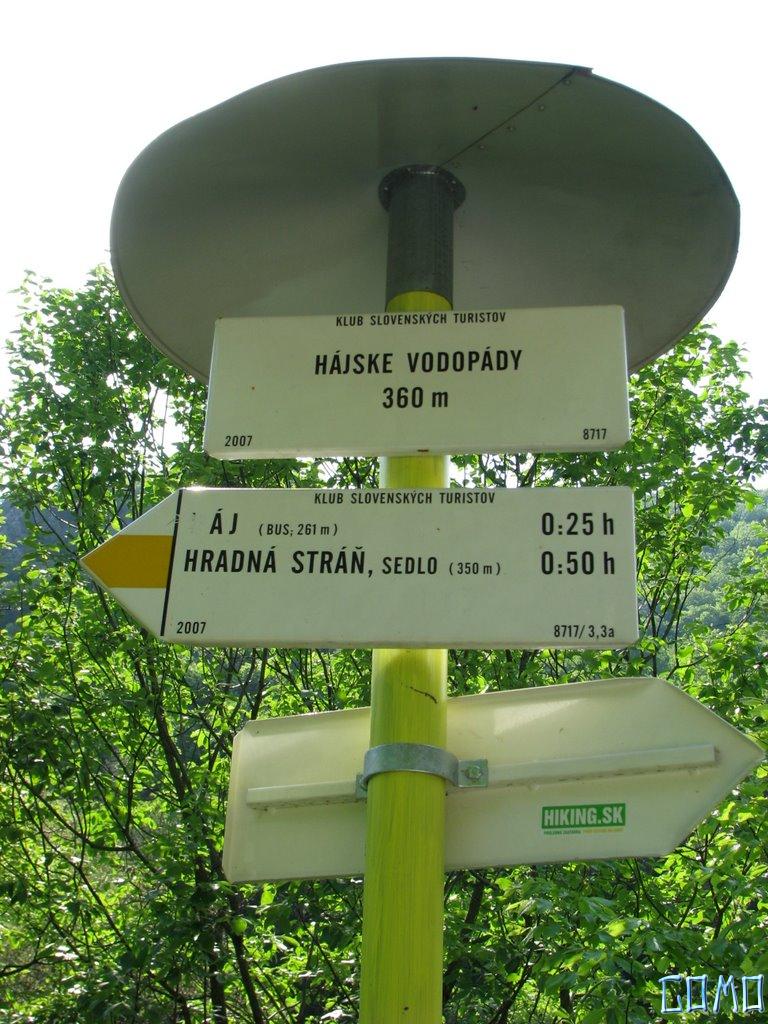 KLUB SLOVENSKÝCH TURISTOV
HÁJSKE VODOPÁDY
360 m
2007 8717
KLUB SLOVENSKÝCH TURISTOV
ÁJ (BUS; 261 m) 0:25 h
HRADNÁ STRÁŇ, SEDLO (350 m) 0:50 h
2007 8717/3,3a
HIKING.SK
GOMO